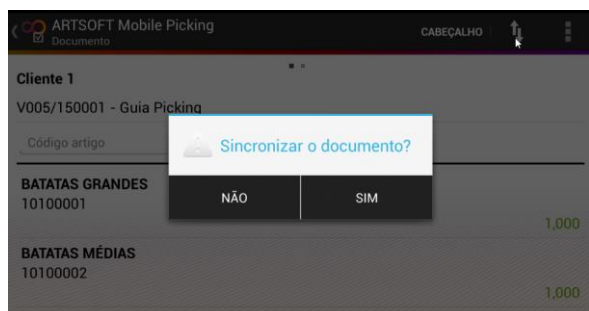 ARTSOFT Mobile Picking
Documento
CABEÇALHO
Cliente 1
V005/150001 - Guia Picking
Código artigo
Sincronizar o documento?
NÃO
SIM
BATATAS GRANDES
10100001
1,000
BATATAS MÉDIAS
10100002
1,000